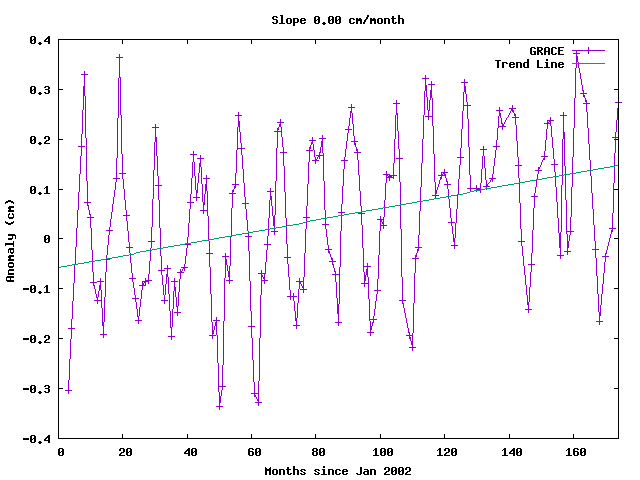 Slope 0.00 cm/month
GRACE
Trend Line
0.4
0.3
0.2
0.1
0
-0.1
-0.2
-0.3
-0.4
Anomaly (cm)
0 20 40 60 80 100 120 140 160
Months since Jan 2002